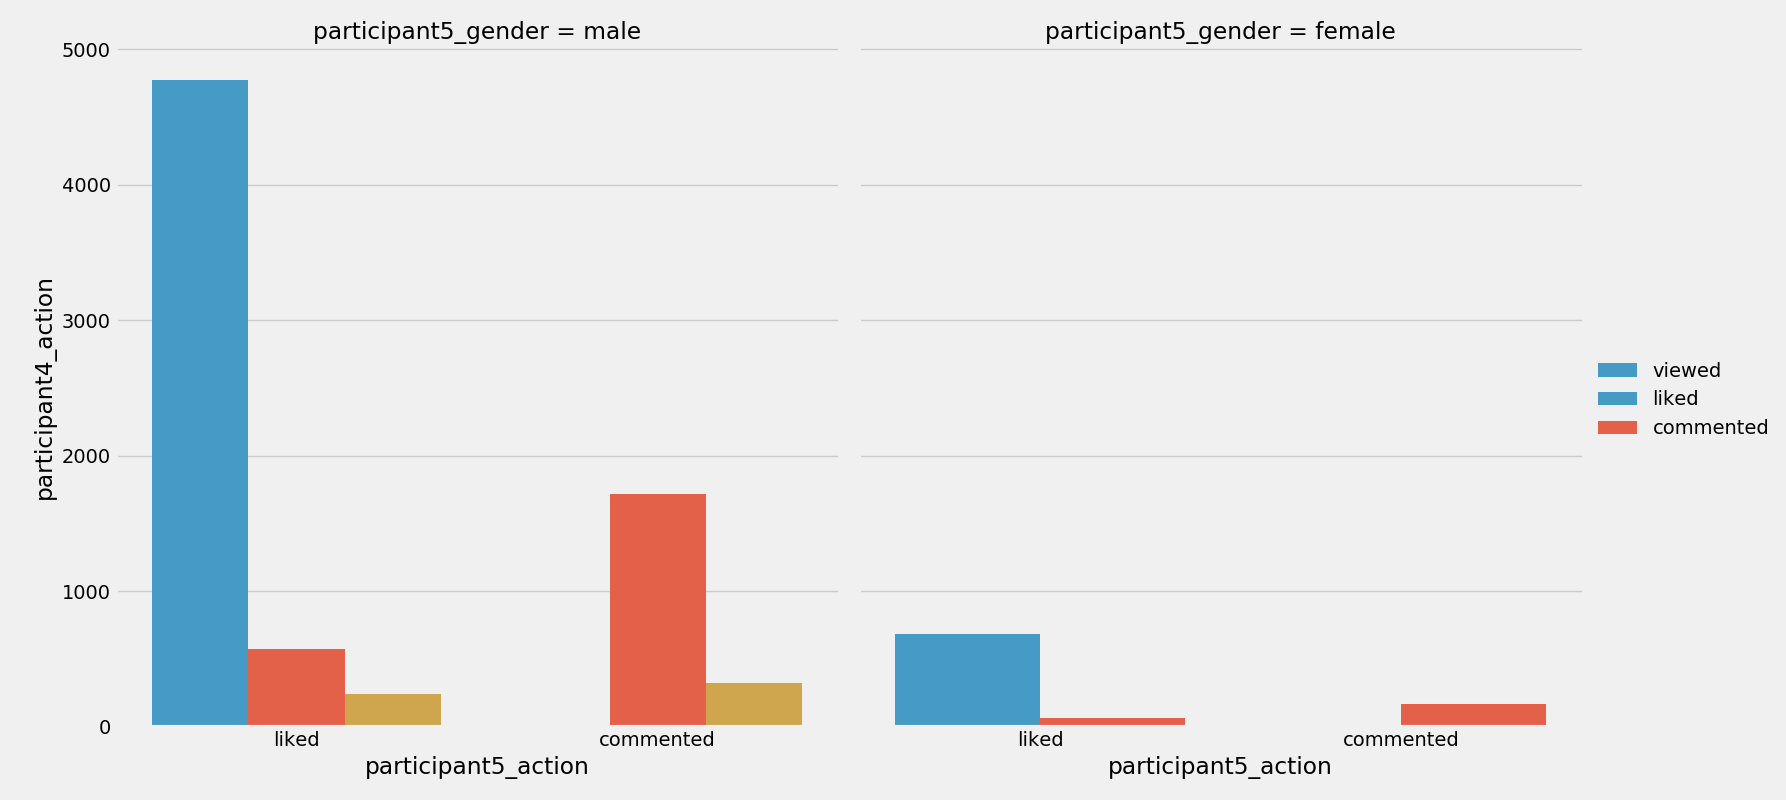 participant5_gender = male
participant5_gender = female
5000
4000
3000
2000
1000
0
participant4_action
liked
commented
participant5_action
liked
commented
participant5_action
viewed
liked
commented